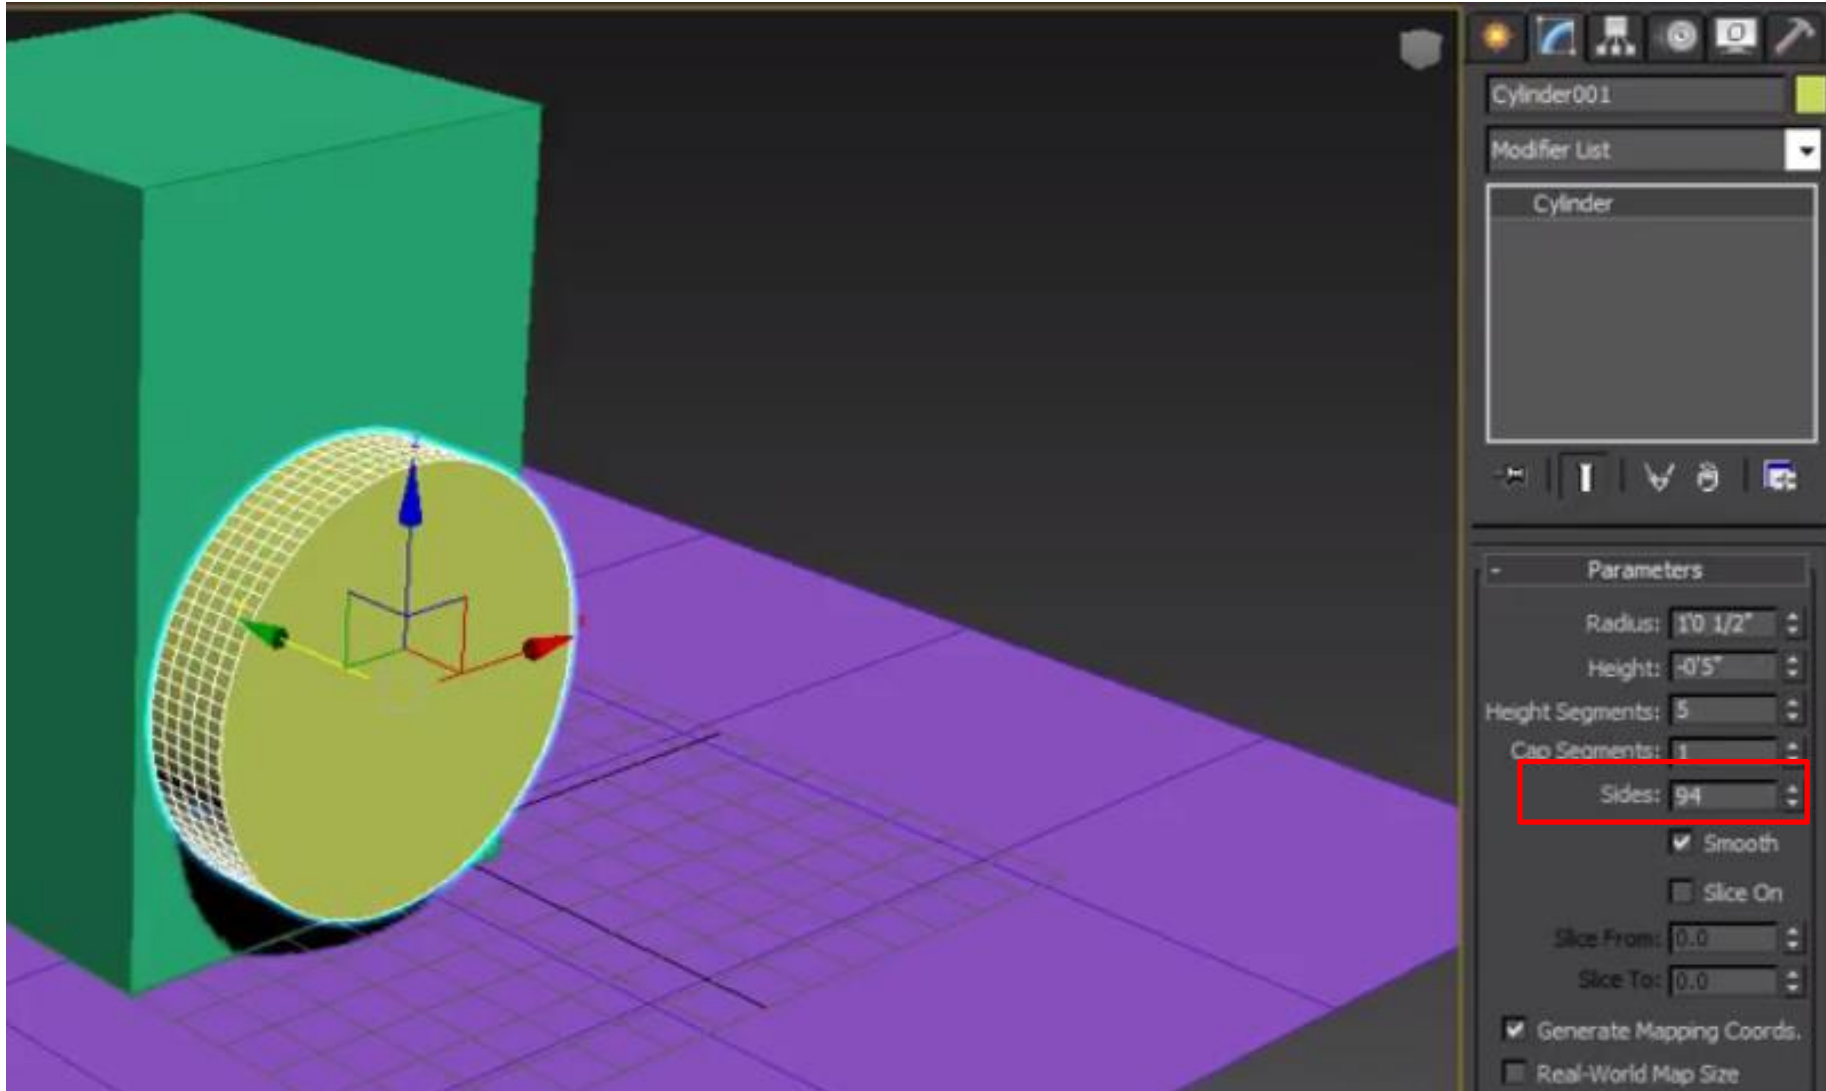 Cylinder001
Modifier List
Cylinder
- Parameters
Radius: 1'0 1/2"
Height: -0'5"
Height Segments: 5
Cap Segments: 1
Sides: 94
Smooth
Slice On
Slice From: 0.0
Slice To: 0.0
Generate Mapping Coords.
Real-World Map Size